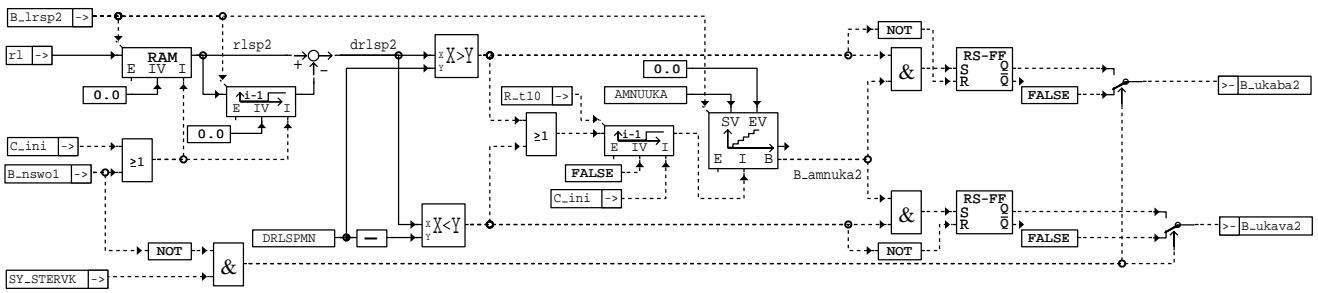 B_lrsp2 ->
rl ->
RAM
E IV I
0.0
rlsp2
i-1
E IV I
0.0
+
−
drlsp2
X
Y
X>Y
C_ini ->
B_nswo1 ->
≥1
DRLSPMN
−
X
Y
X<Y
NOT
SY_STERVK ->
&
≥1
R_t10 ->
i-1
E IV I
FALSE
C_ini ->
0.0
AMNUUKA
SV EV
E I B
B_amnuka2
NOT
&
RS-FF
S Q
R Q̅
FALSE
>- B_ukaba2
&
NOT
RS-FF
S Q
R Q̅
FALSE
>- B_ukava2